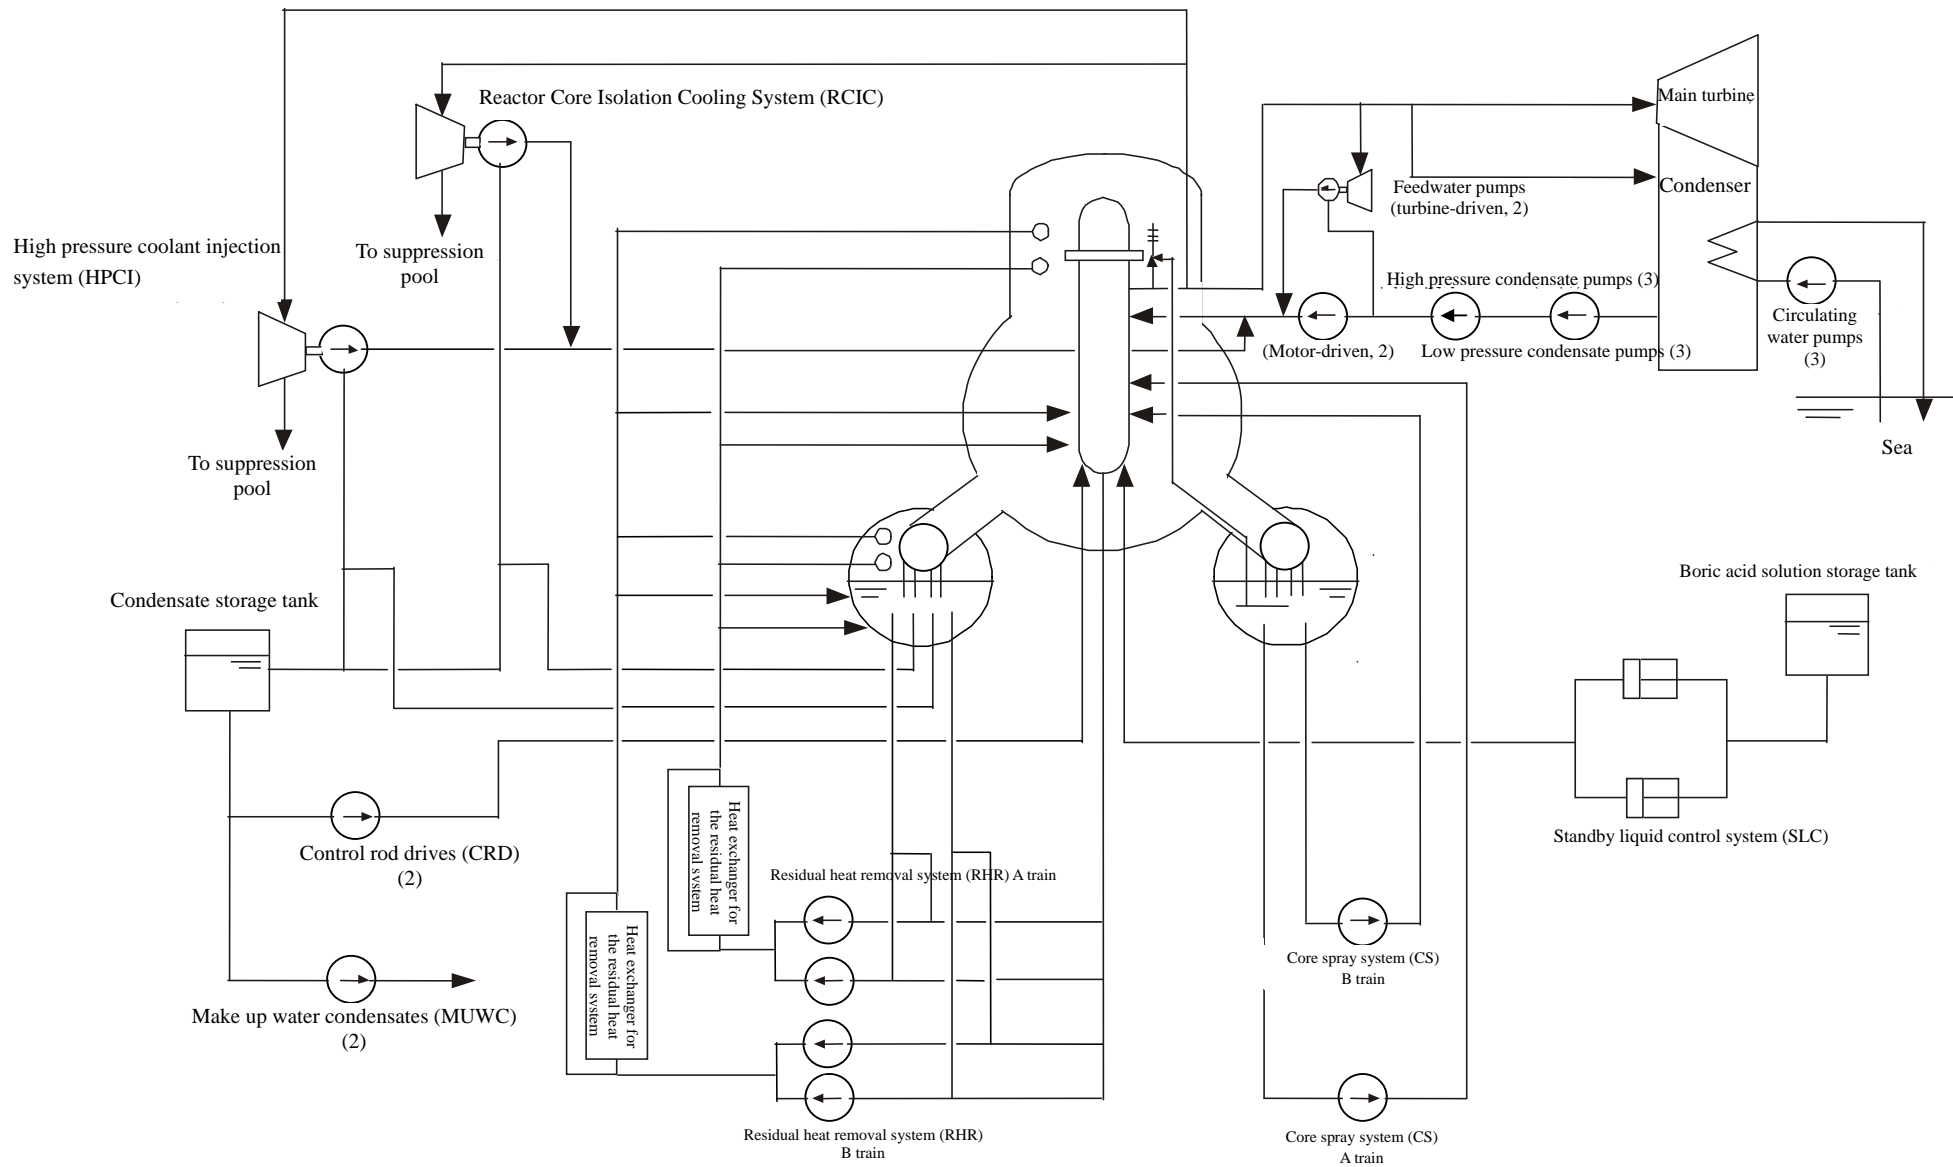 Reactor Core Isolation Cooling System (RCIC)
Main turbine
Condenser
Feedwater pumps
(turbine-driven, 2)
To suppression
pool
High pressure coolant injection
system (HPCI)
High pressure condensate pumps (3)
Circulating
water pumps
(3)
(Motor-driven, 2)
Low pressure condensate pumps (3)
Sea
To suppression
pool
Boric acid solution storage tank
Condensate storage tank
Standby liquid control system (SLC)
Control rod drives (CRD)
(2)
Heat exchanger for
the residual heat
removal system
Residual heat removal system (RHR) A train
Heat exchanger for
the residual heat
removal system
Core spray system (CS)
B train
Make up water condensates (MUWC)
(2)
Residual heat removal system (RHR)
B train
Core spray system (CS)
A train